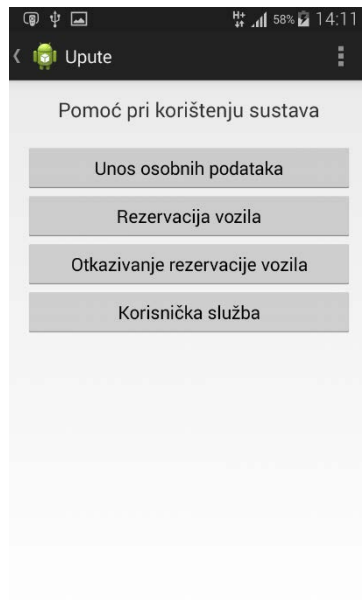 H+ 58% 14:11
Upute
Pomoć pri korištenju sustava
Unos osobnih podataka
Rezervacija vozila
Otkazivanje rezervacije vozila
Korisnička služba